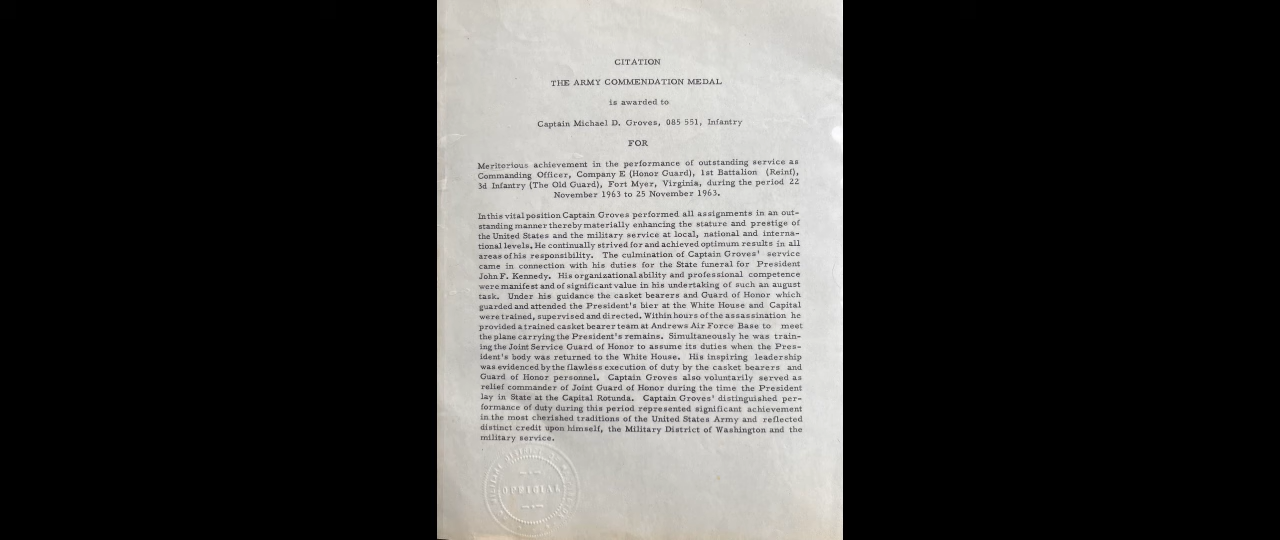 CITATION
THE ARMY COMMENDATION MEDAL
is awarded to
Captain Michael D. Groves, 085 551, Infantry
FOR
Meritorious achievement in the performance of outstanding service as
Commanding Officer, Company E (Honor Guard), 1st Battalion (Reinf),
3d Infantry (The Old Guard), Fort Myer, Virginia, during the period 22
November 1963 to 25 November 1963.
In this vital position Captain Groves performed all assignments in an out-
standing manner thereby materially enhancing the stature and prestige of
the United States and the military service at local, national and interna-
tional levels. He continually strived for and achieved optimum results in all
areas of his responsibility. The culmination of Captain Groves' service
came in connection with his duties for the State funeral for President
John F. Kennedy. His organizational ability and professional competence
were manifest and of significant value in his undertaking of such an august
task. Under his guidance the casket bearers and Guard of Honor which
guarded and attended the President's bier at the White House and Capital
were trained, supervised and directed. Within hours of the assassination he
provided a trained casket bearer team at Andrews Air Force Base to meet
the plane carrying the President's remains. Simultaneously he was train-
ing the Joint Service Guard of Honor to assume its duties when the Pres-
ident's body was returned to the White House. His inspiring leadership
was evidenced by the flawless execution of duty by the casket bearers and
Guard of Honor personnel. Captain Groves also voluntarily served as
relief commander of Joint Guard of Honor during the time the President
lay in State at the Capital Rotunda. Captain Groves' distinguished per-
formance of duty during this period represented significant achievement
in the most cherished traditions of the United States Army and reflected
distinct credit upon himself, the Military District of Washington and the
military service.
OFFICIAL